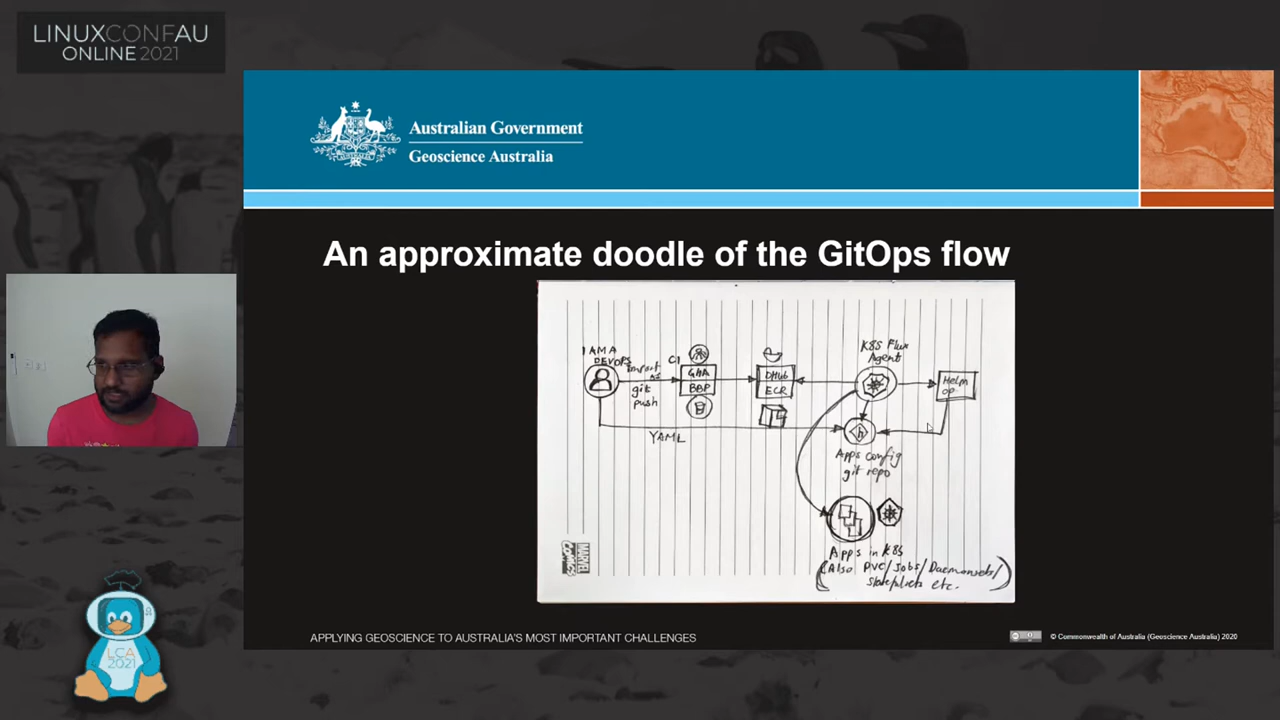 LINUXCONFAU
ONLINE 2021
Australian Government
Geoscience Australia
An approximate doodle of the GitOps flow
I AM A
DEVOPS
git
push
CI
GHA
BBP
DHub
ECR
K8S Flux
Agent
Helm
op
YAML
Apps config
git repo
Apps in K8S
(Also PVC/Jobs/Daemonsets/
statefulsets etc.)
MARVEL
COMICS
APPLYING GEOSCIENCE TO AUSTRALIA'S MOST IMPORTANT CHALLENGES
© Commonwealth of Australia (Geoscience Australia) 2020
LCA
2021